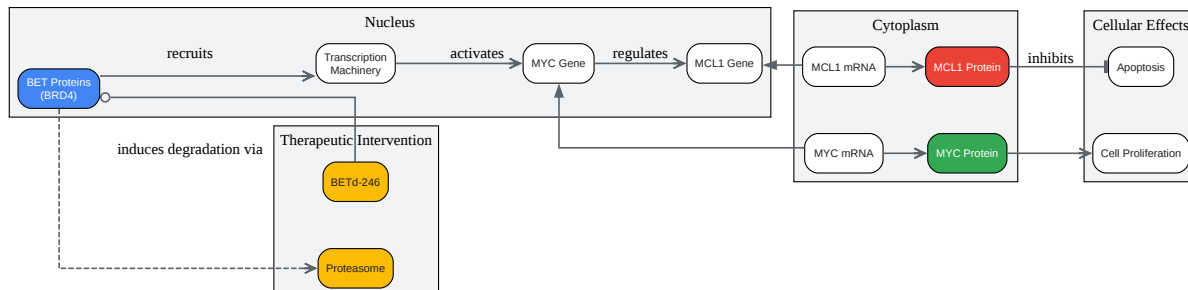 Nucleus
Cytoplasm
Cellular Effects
recruits
activates
regulates
inhibits
Transcription
Machinery
MYC Gene
MCL1 Gene
MCL1 mRNA
MCL1 Protein
Apoptosis
BET Proteins
(BRD4)
induces degradation via
Therapeutic Intervention
MYC mRNA
MYC Protein
Cell Proliferation
BETd-246
Proteasome